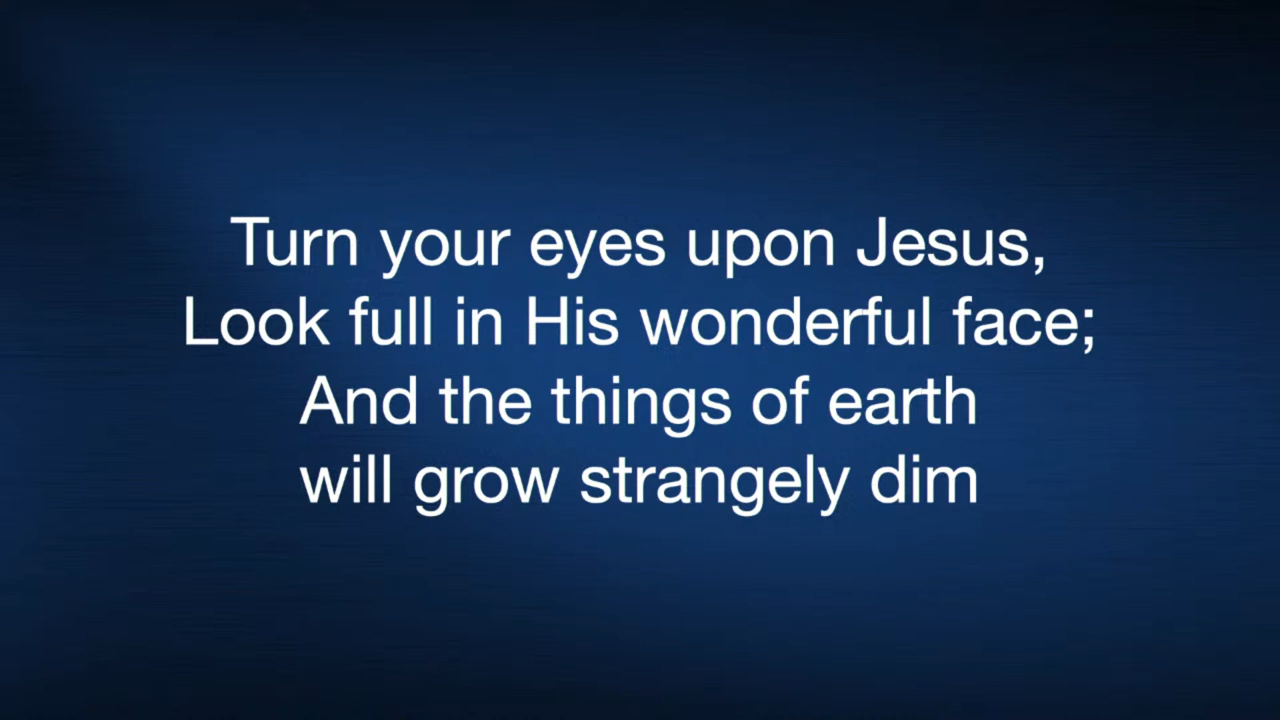 Turn your eyes upon Jesus,
Look full in His wonderful face;
And the things of earth
will grow strangely dim